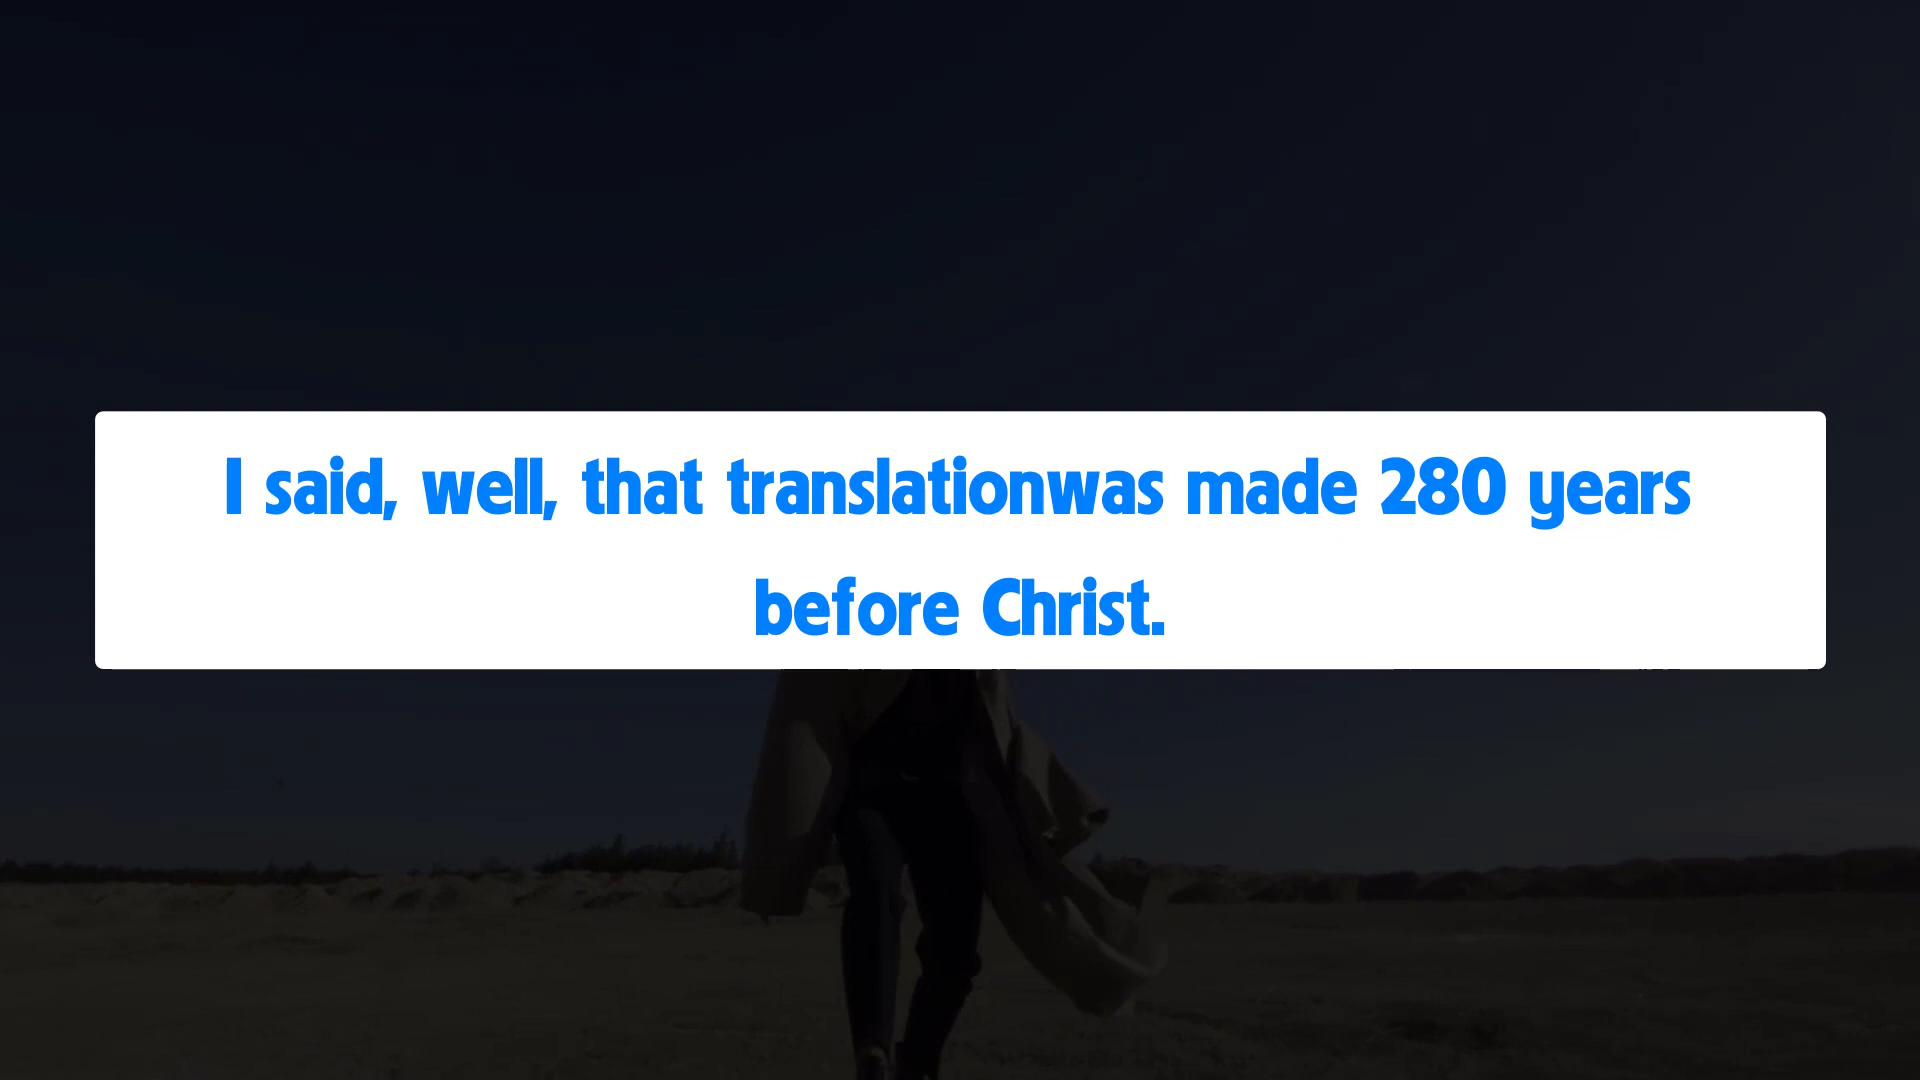 I said, well, that translationwas made 280 years
before Christ.